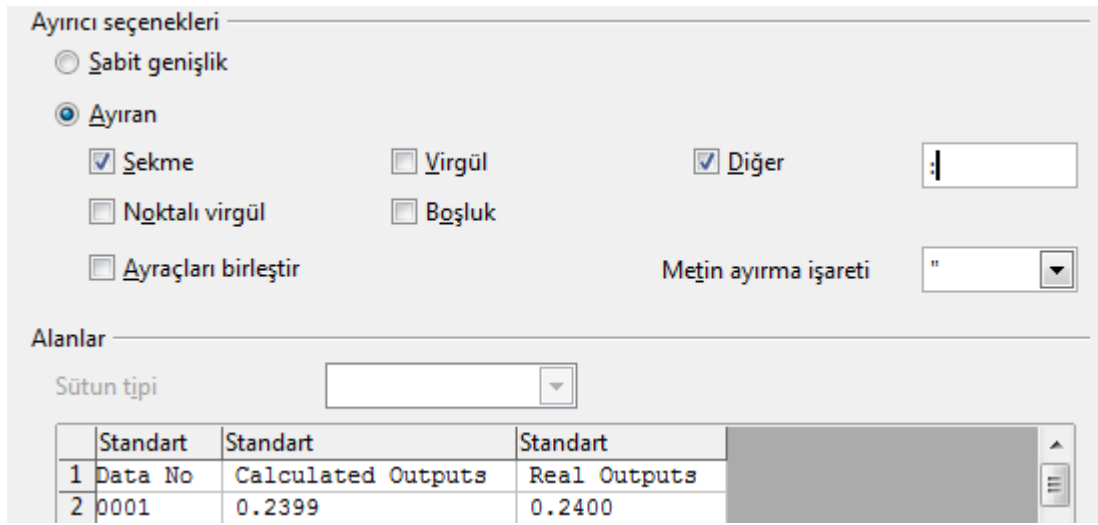 Ayırıcı seçenekleri
Sabit genişlik
Ayıran
Sekme Virgül Diğer :
Noktalı virgül Boşluk
Ayraçları birleştir Metin ayırma işareti "
Alanlar
Sütun tipi
Standart Standart Standart
1 Data No Calculated Outputs Real Outputs
2 0001 0.2399 0.2400